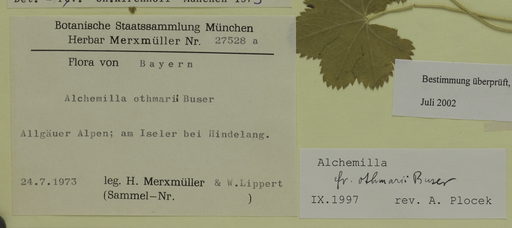 Botanische Staatssammlung München
Herbar Merxmüller Nr. 27528 a
Flora von Bayern
Alchemilla othmarii Buser
Allgäuer Alpen; am Iseler bei Hindelang.
24.7.1973 leg. H. Merxmüller & W.Lippert
(Sammel-Nr. )
Bestimmung überprüft,
Juli 2002
Alchemilla
fr. othmarii Buser
IX.1997 rev. A. Plocek